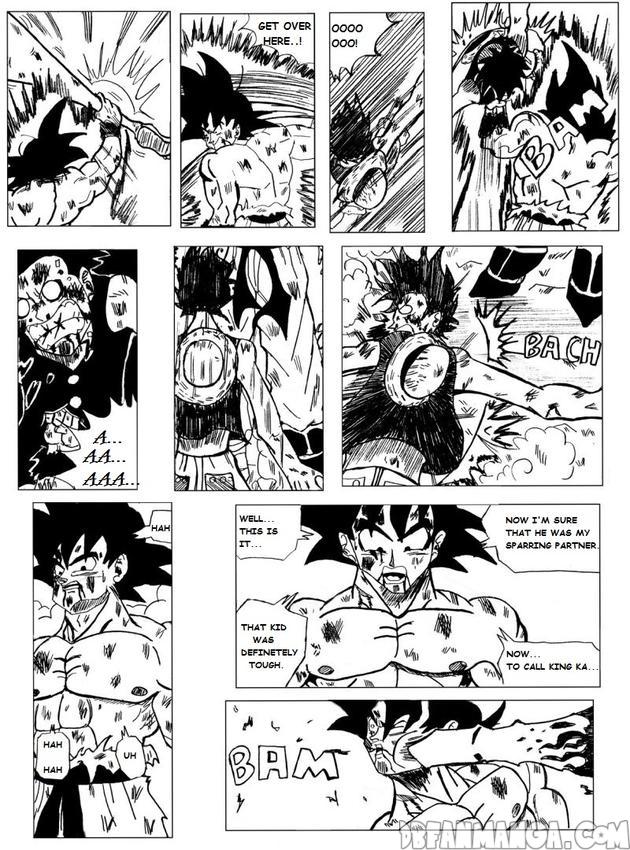 GET OVER
HERE..!
OOOO
OOO!
BAM
BACH
A...
AA...
AAA...
HAH
HAH
HAH
UH
WELL...
THIS IS
IT...
NOW I'M SURE
THAT HE WAS MY
SPARRING PARTNER.
THAT KID
WAS
DEFINETELY
TOUGH.
NOW...
TO CALL KING KA...
BAM
DBFANMANGA.COM